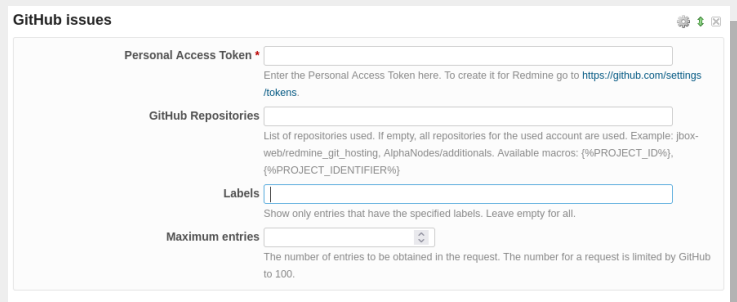 GitHub issues
Personal Access Token *
Enter the Personal Access Token here. To create it for Redmine go to https://github.com/settings
/tokens.
GitHub Repositories
List of repositories used. If empty, all repositories for the used account are used. Example: jbox-
web/redmine_git_hosting, AlphaNodes/additionals. Available macros: {%PROJECT_ID%},
{%PROJECT_IDENTIFIER%}
Labels
Show only entries that have the specified labels. Leave empty for all.
Maximum entries
The number of entries to be obtained in the request. The number for a request is limited by GitHub
to 100.